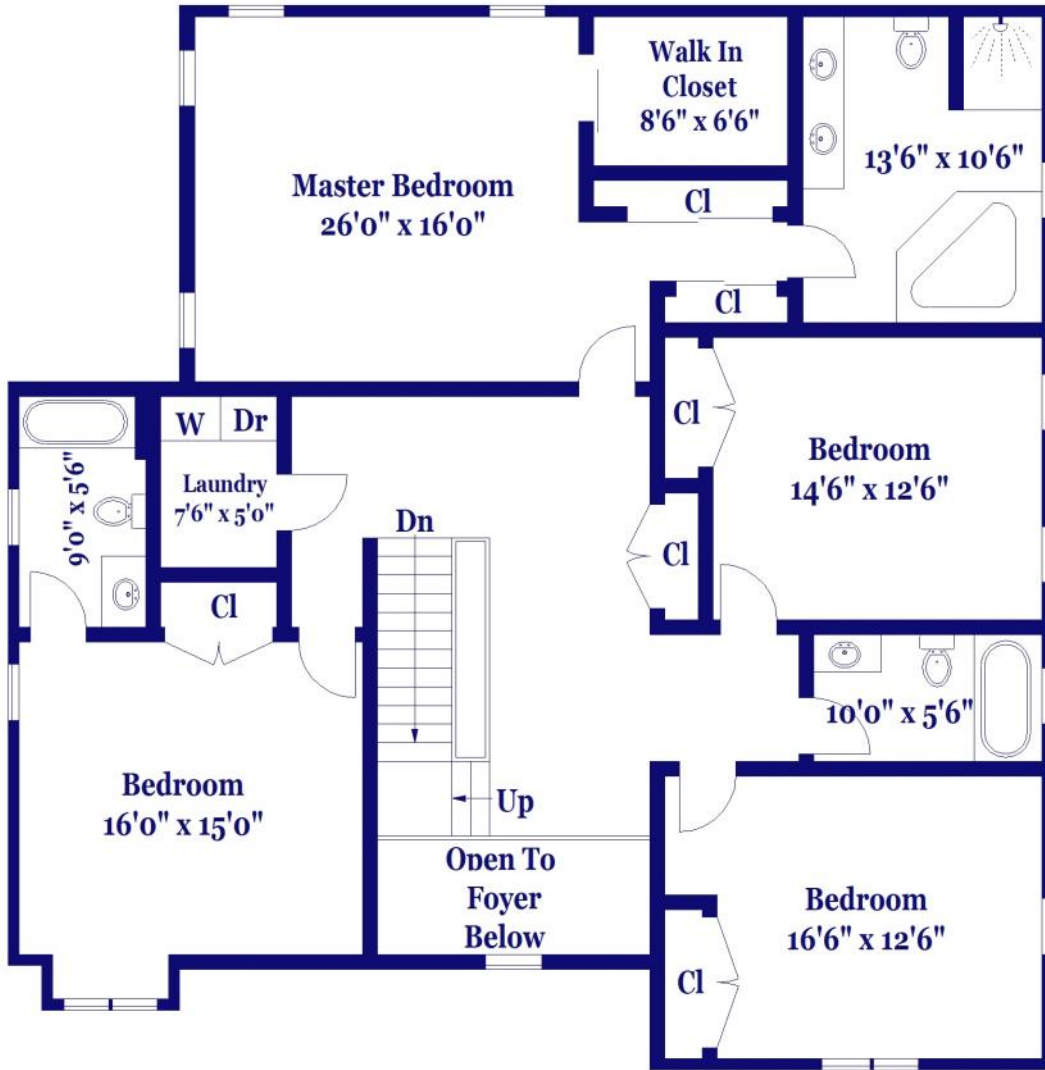 Walk In
Closet
8'6" x 6'6"
13'6" x 10'6"
Master Bedroom
26'0" x 16'0"
Cl
Cl
Cl
Bedroom
14'6" x 12'6"
W
Dr
Laundry
7'6" x 5'0"
9'0" x 5'6"
Dn
Cl
Cl
10'0" x 5'6"
Bedroom
16'0" x 15'0"
Up
Open To
Foyer
Below
Bedroom
16'6" x 12'6"
Cl